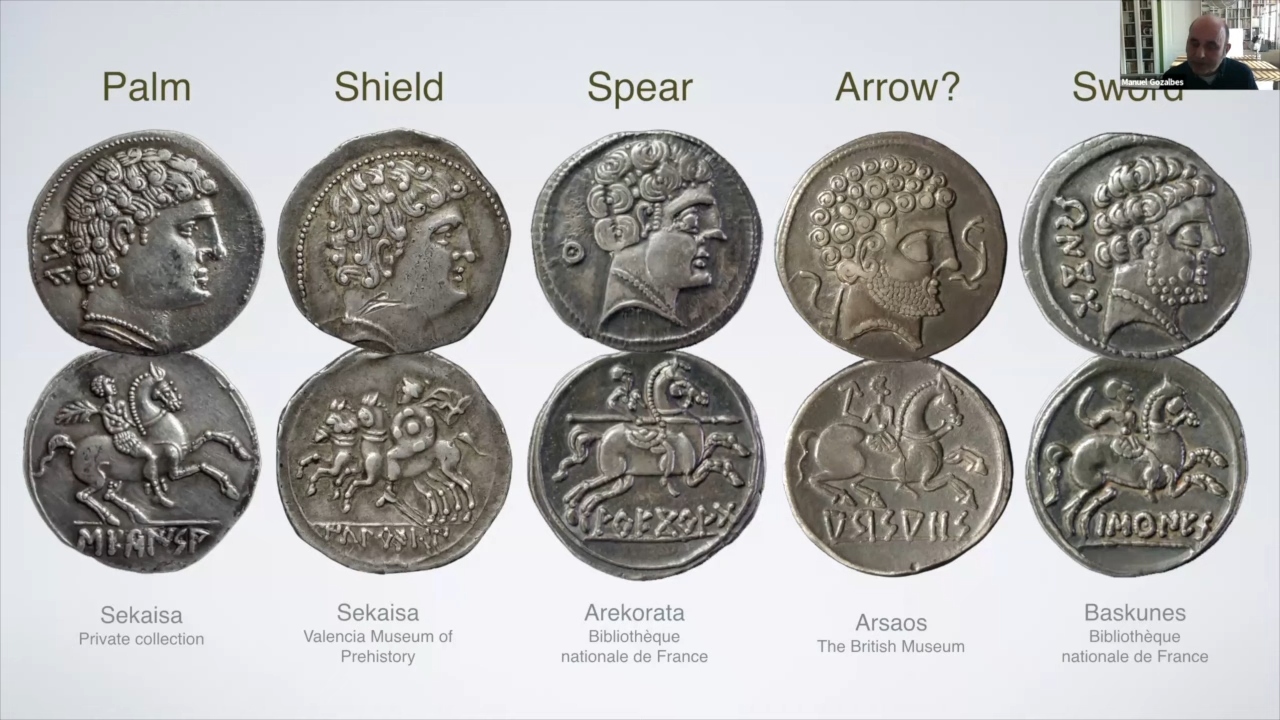 Palm
Shield
Spear
Arrow?
Sword
Manuel Gozalbes
Sekaisa
Private collection
Sekaisa
Valencia Museum of
Prehistory
Arekorata
Bibliothèque
nationale de France
Arsaos
The British Museum
Baskunes
Bibliothèque
nationale de France